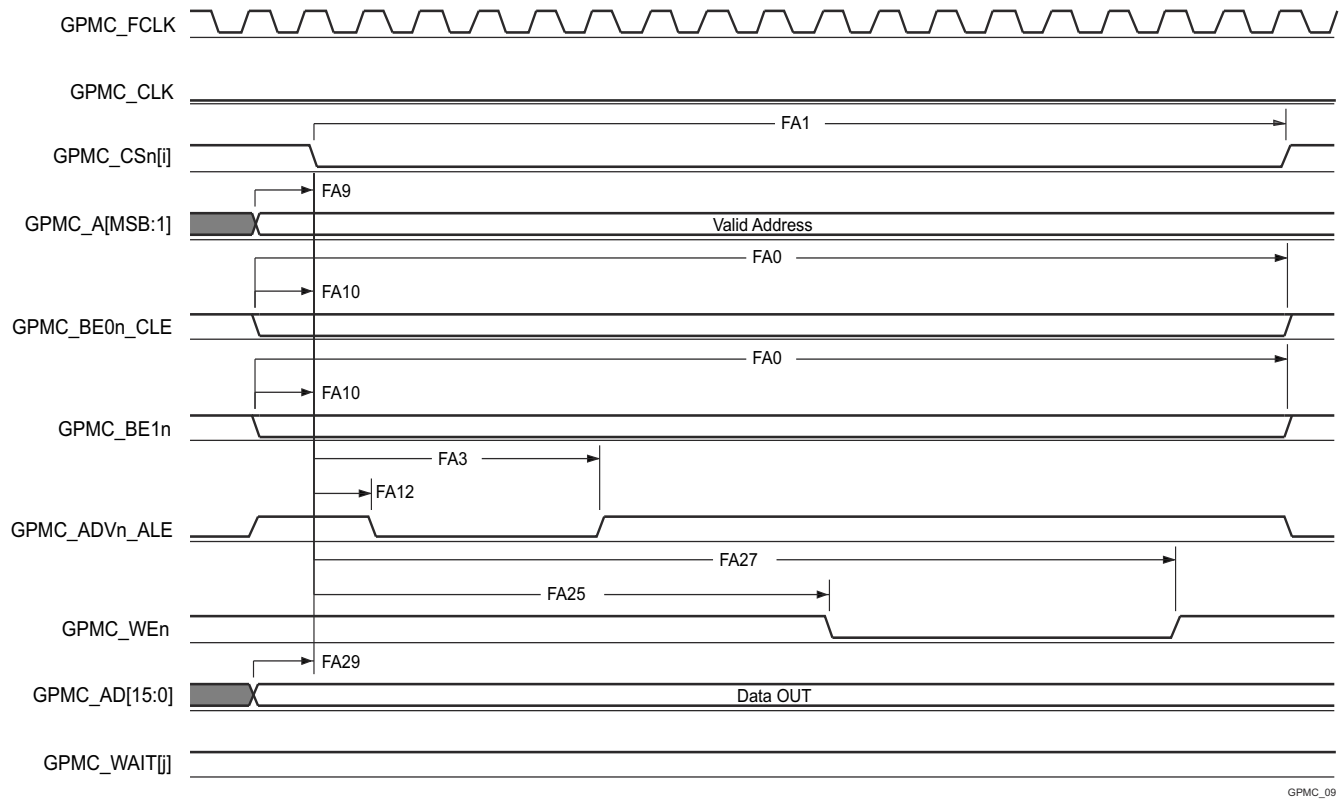 GPMC_FCLK
GPMC_CLK
FA1
GPMC_CSn[i]
FA9
GPMC_A[MSB:1]
Valid Address
FA0
FA10
GPMC_BE0n_CLE
FA0
FA10
GPMC_BE1n
FA3
FA12
GPMC_ADVn_ALE
FA27
FA25
GPMC_WEn
FA29
GPMC_AD[15:0]
Data OUT
GPMC_WAIT[j]
GPMC_09